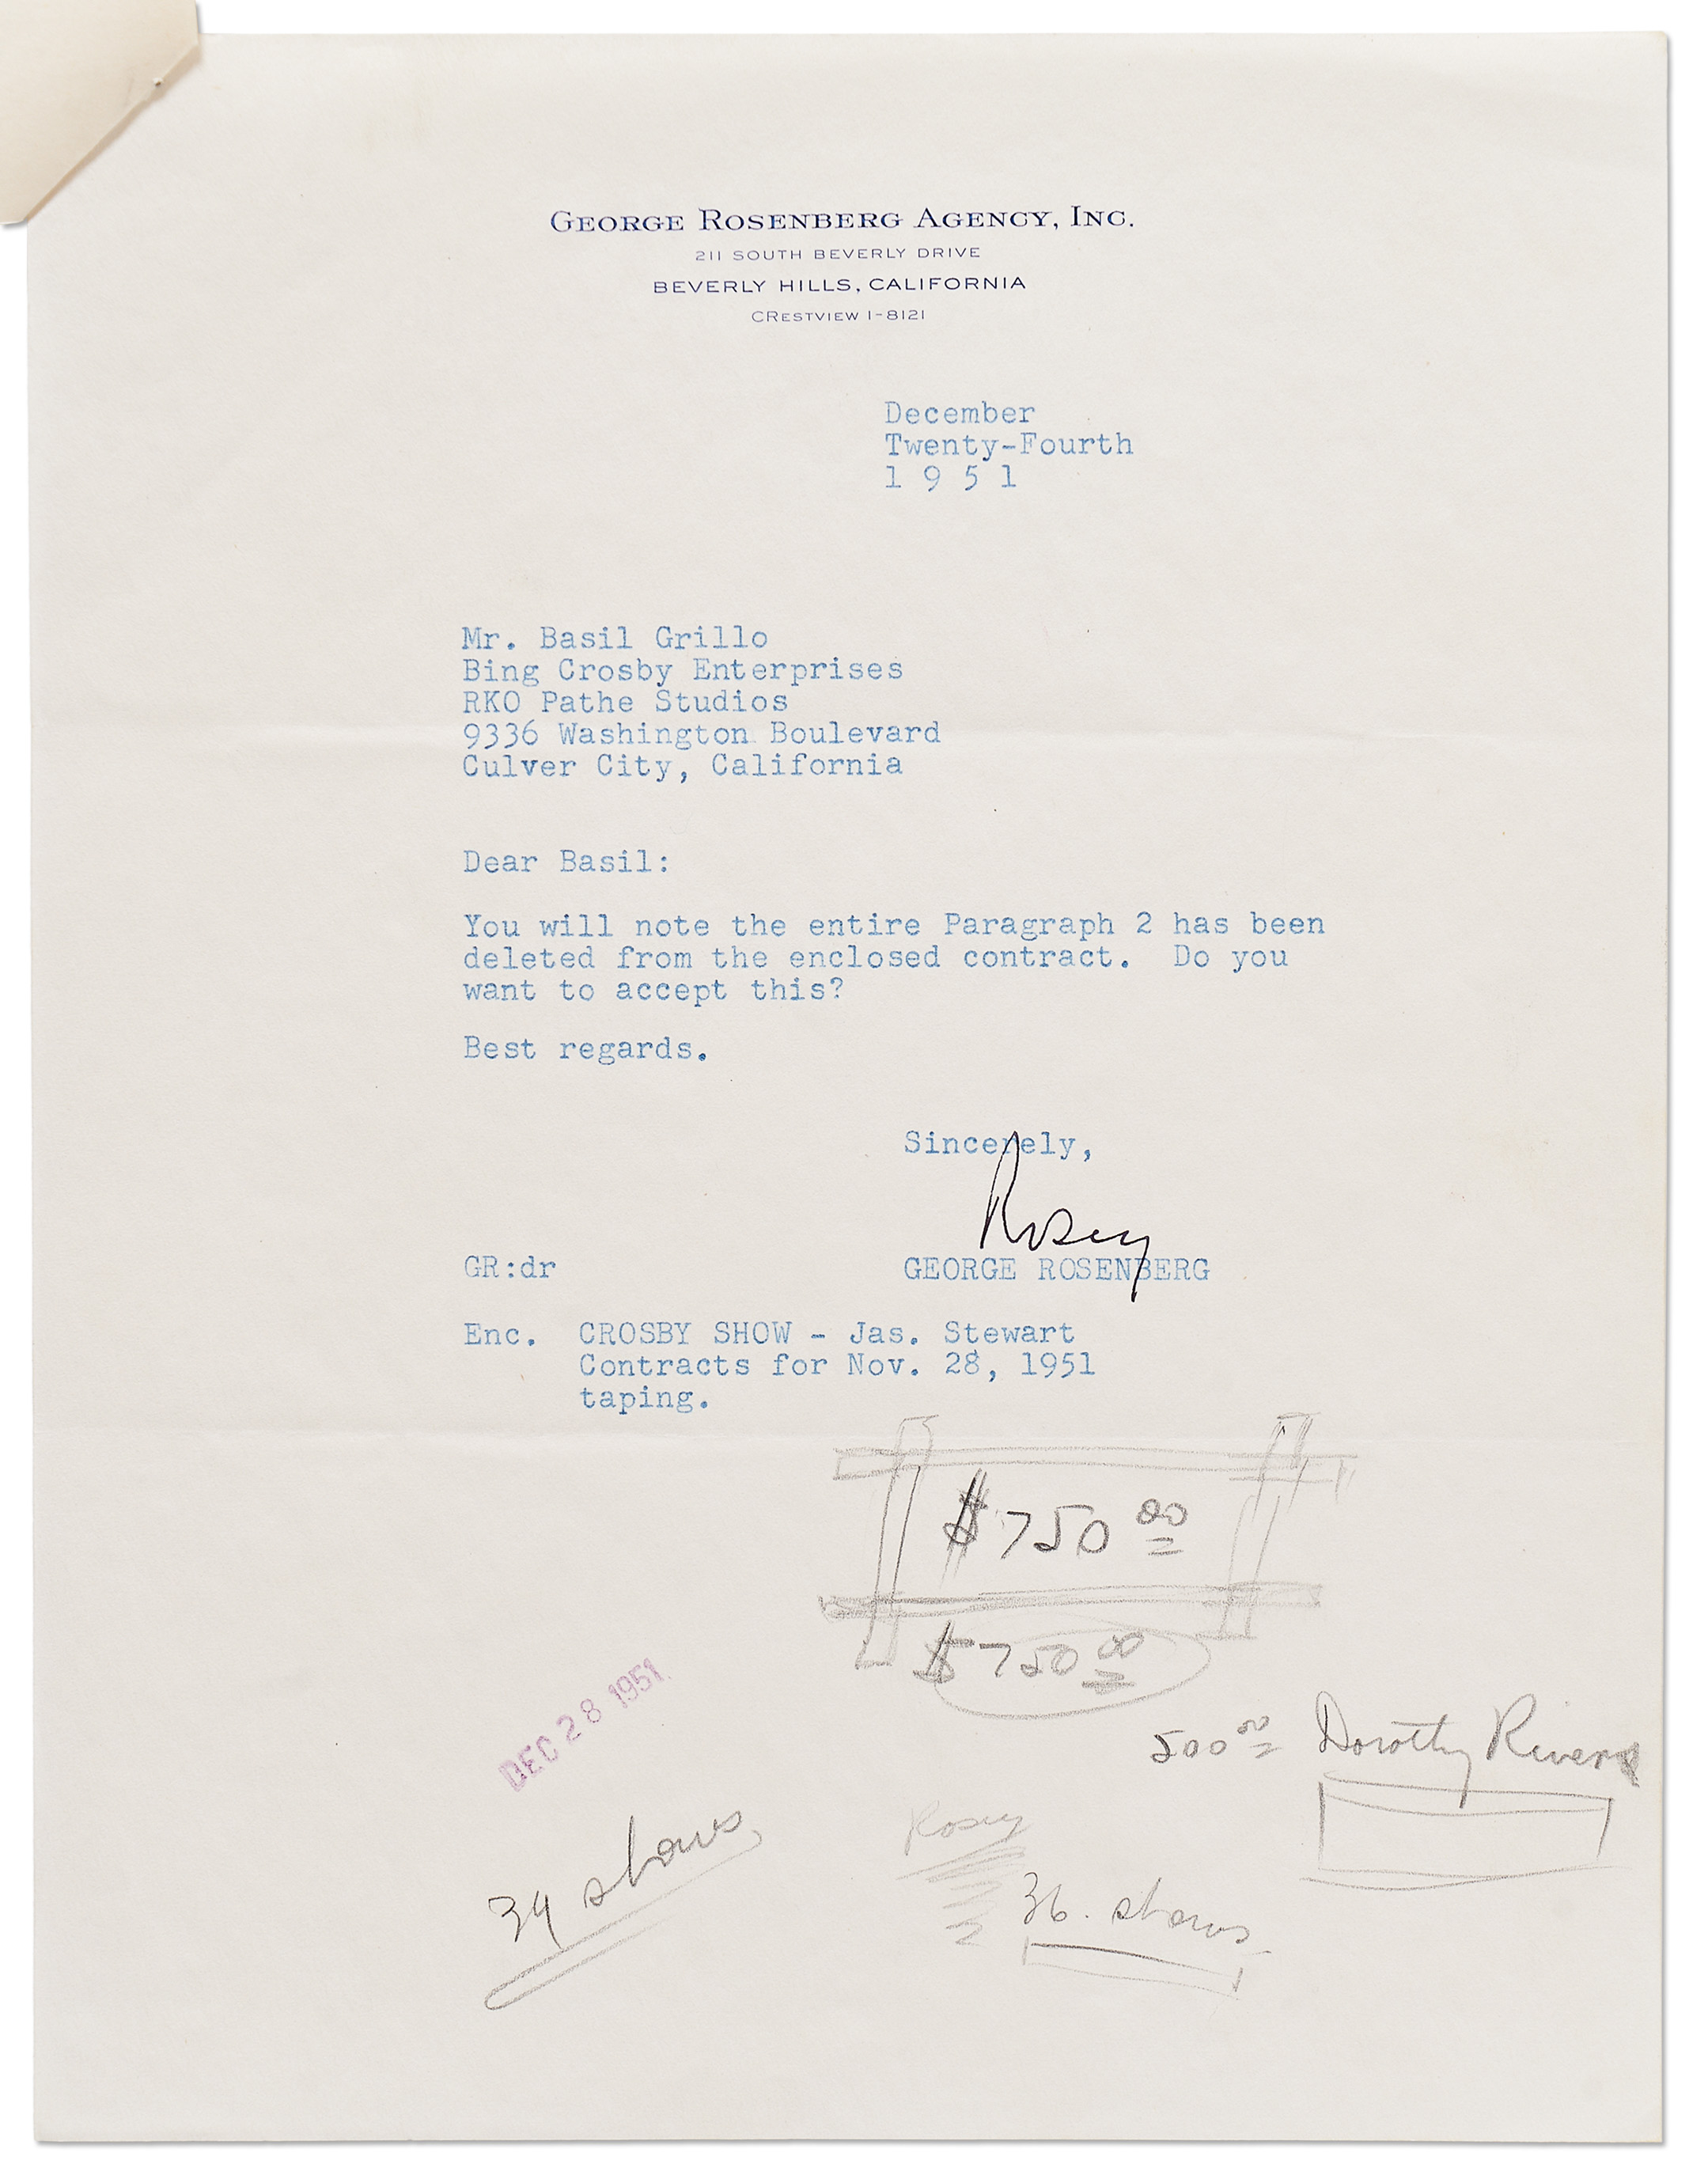 GEORGE ROSENBERG AGENCY, INC.
211 SOUTH BEVERLY DRIVE
BEVERLY HILLS, CALIFORNIA
CRESTVIEW 1-8121
December
Twenty-Fourth
1 9 5 1
Mr. Basil Grillo
Bing Crosby Enterprises
RKO Pathe Studios
9336 Washington Boulevard
Culver City, California
Dear Basil:
You will note the entire Paragraph 2 has been
deleted from the enclosed contract. Do you
want to accept this?
Best regards.
Sincerely,
Rosey
GR:dr GEORGE ROSENBERG
Enc. CROSBY SHOW - Jas. Stewart
Contracts for Nov. 28, 1951
taping.
$750 00
$750 00
DEC 28 1951
500 00 Dorothy Rivera
Rosey
39 shows
36. shows